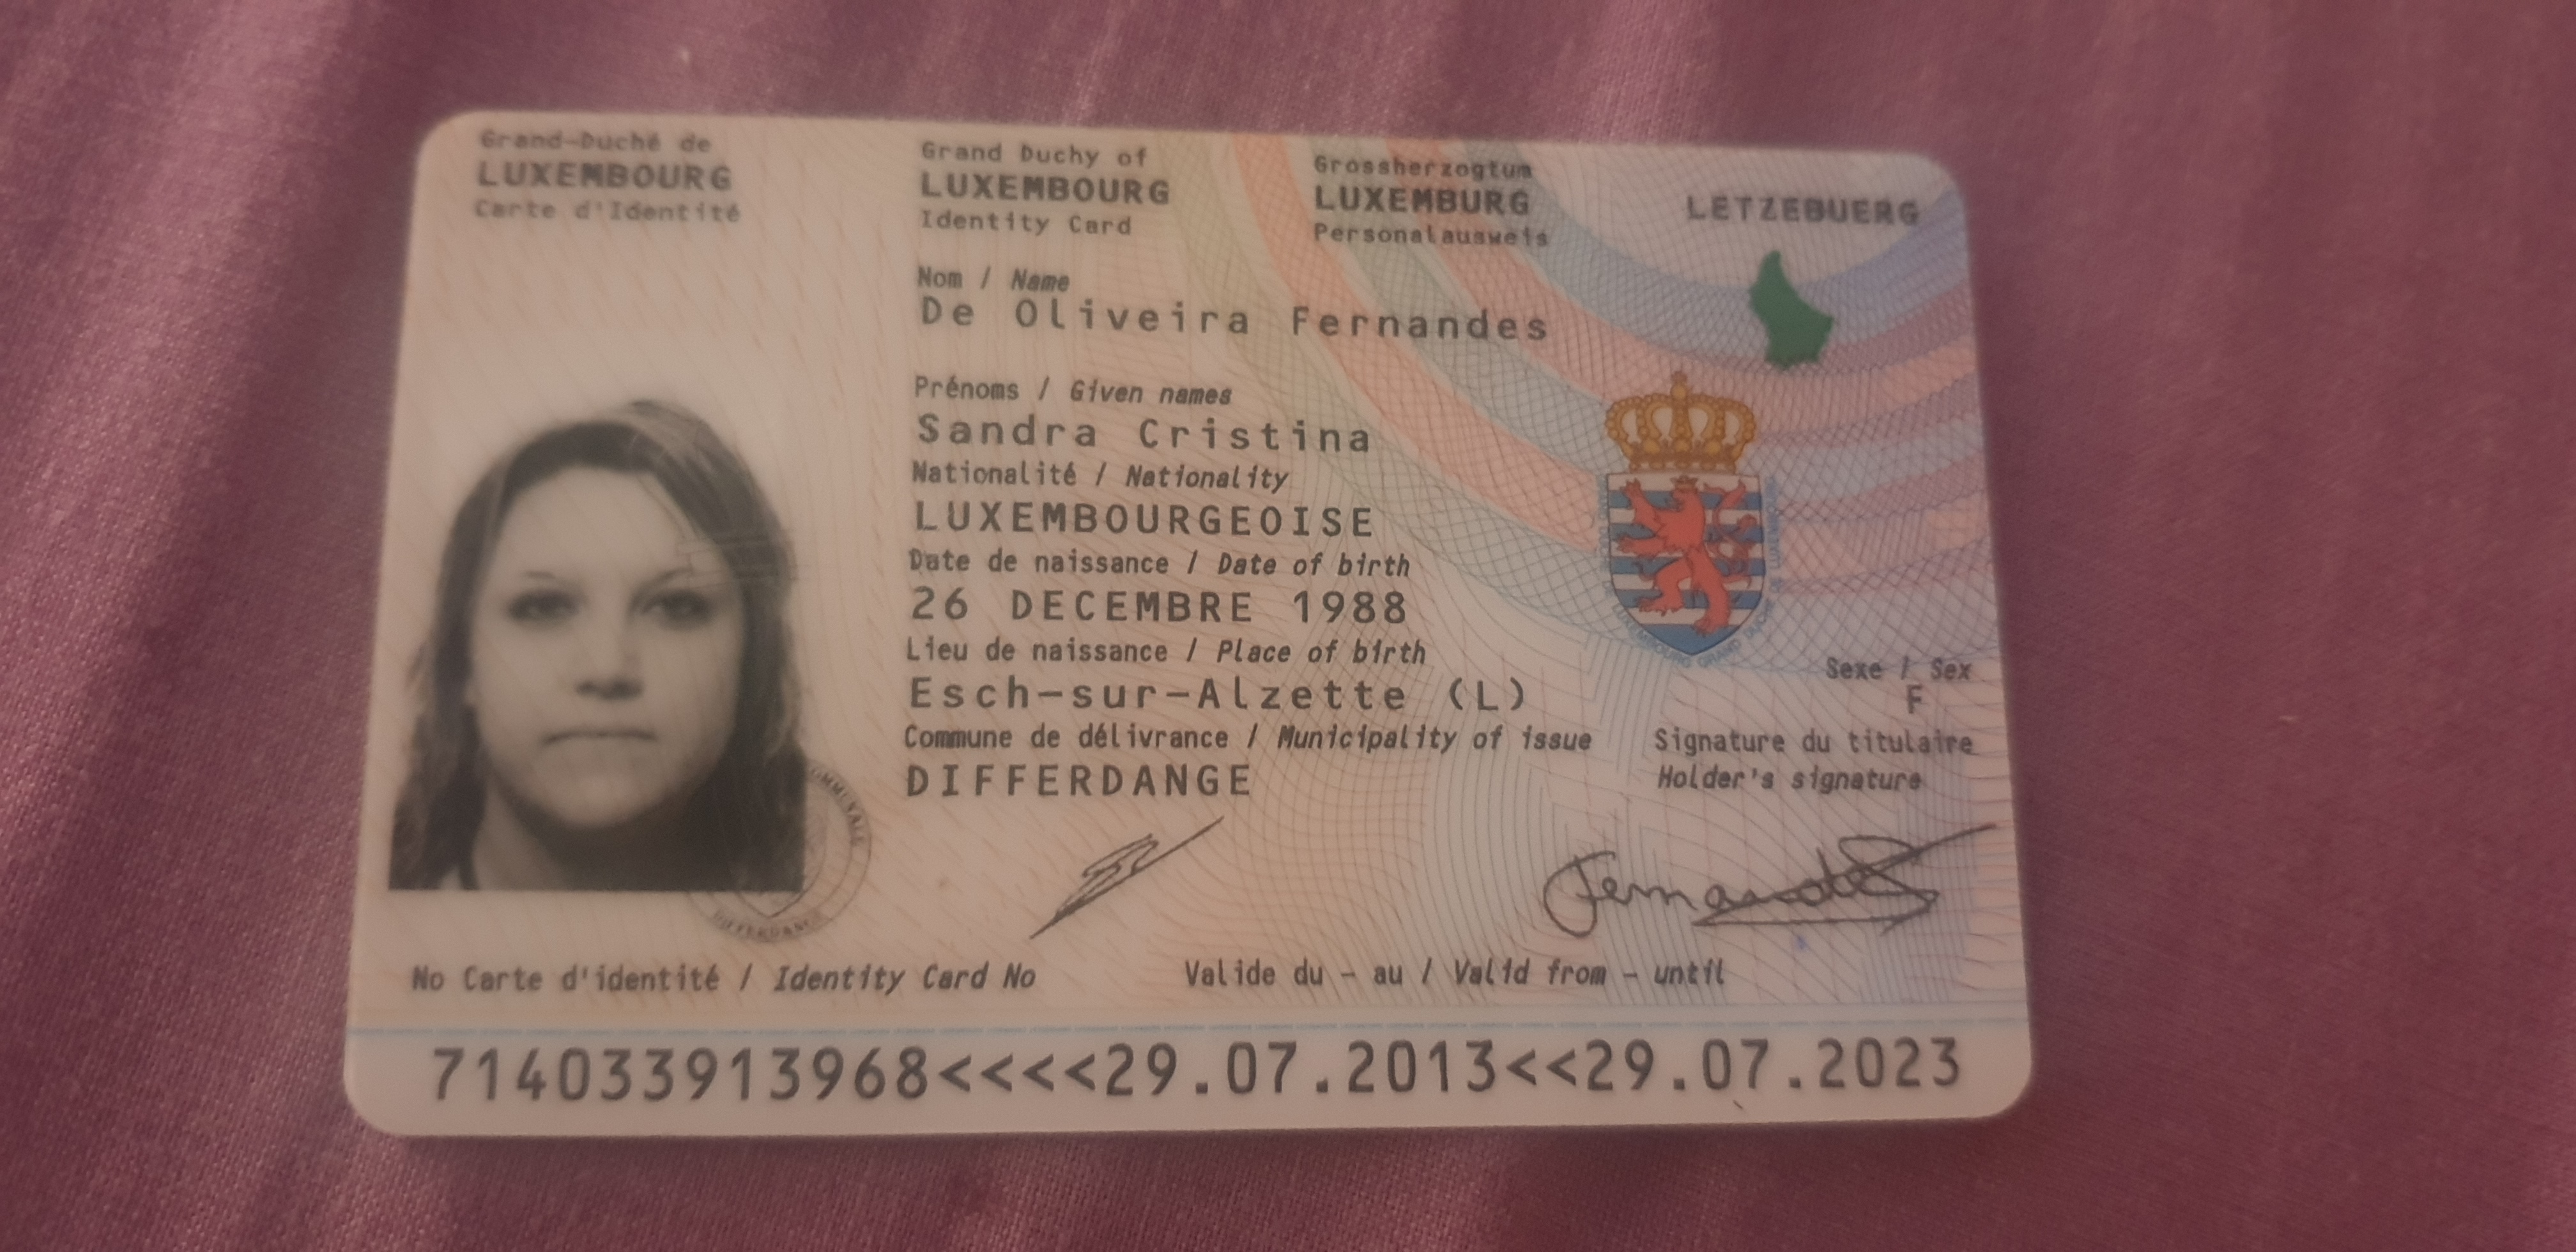 Grand-Duché de
LUXEMBOURG
Carte d'Identité
Grand Duchy of
LUXEMBOURG
Identity Card
Grossherzogtum
LUXEMBURG
Personalausweis
LETZEBUERG
Nom / Name
De Oliveira Fernandes
Prénoms / Given names
Sandra Cristina
Nationalité / Nationality
LUXEMBOURGEOISE
Date de naissance / Date of birth
26 DECEMBRE 1988
Lieu de naissance / Place of birth
Esch-sur-Alzette (L)
Sexe / Sex
F
Commune de délivrance / Municipality of issue
DIFFERDANGE
Signature du titulaire
Holder's signature
Fernandes
DIFFERDANGE
No Carte d'identité / Identity Card No
Valide du - au / Valid from - until
714033913968<<<<29.07.2013<<29.07.2023